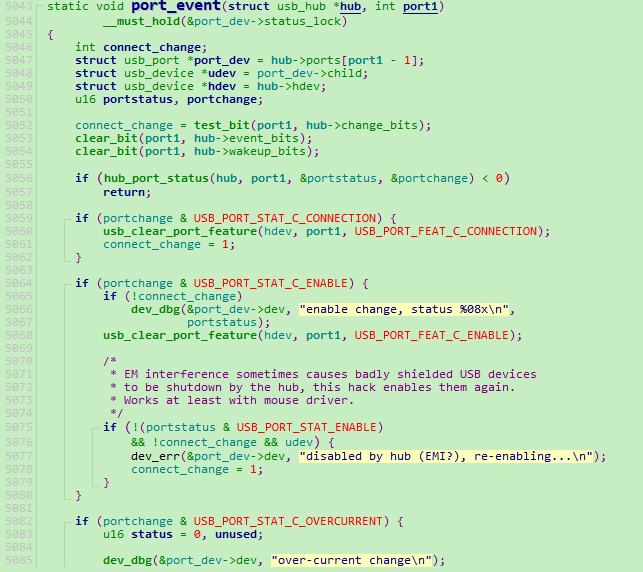 5043 static void port_event(struct usb_hub *hub, int port1)
5044         __must_hold(&port_dev->status_lock)
5045 {
5046     int connect_change;
5047     struct usb_port *port_dev = hub->ports[port1 - 1];
5048     struct usb_device *udev = port_dev->child;
5049     struct usb_device *hdev = hub->hdev;
5050     u16 portstatus, portchange;
5051
5052     connect_change = test_bit(port1, hub->change_bits);
5053     clear_bit(port1, hub->event_bits);
5054     clear_bit(port1, hub->wakeup_bits);
5055
5056     if (hub_port_status(hub, port1, &portstatus, &portchange) < 0)
5057         return;
5058
5059     if (portchange & USB_PORT_STAT_C_CONNECTION) {
5060         usb_clear_port_feature(hdev, port1, USB_PORT_FEAT_C_CONNECTION);
5061         connect_change = 1;
5062     }
5063
5064     if (portchange & USB_PORT_STAT_C_ENABLE) {
5065         if (!connect_change)
5066             dev_dbg(&port_dev->dev, "enable change, status %08x\n",
5067                     portstatus);
5068         usb_clear_port_feature(hdev, port1, USB_PORT_FEAT_C_ENABLE);
5069
5070         /*
5071          * EM interference sometimes causes badly shielded USB devices
5072          * to be shutdown by the hub, this hack enables them again.
5073          * Works at least with mouse driver.
5074          */
5075         if (!(portstatus & USB_PORT_STAT_ENABLE)
5076             && !connect_change && udev) {
5077             dev_err(&port_dev->dev, "disabled by hub (EMI?), re-enabling...\n");
5078             connect_change = 1;
5079         }
5080     }
5081
5082     if (portchange & USB_PORT_STAT_C_OVERCURRENT) {
5083         u16 status = 0, unused;
5084
5085         dev_dbg(&port_dev->dev, "over-current change\n");